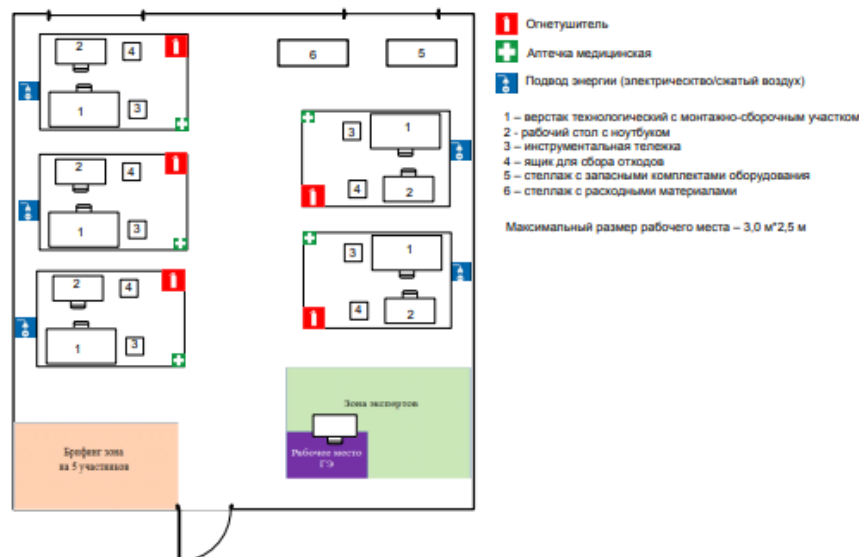 Огнетушитель
Аптечка медицинская
Подвод энергии (электричество/сжатый воздух)
1 – верстак технологический с монтажно-сборочным участком
2 - рабочий стол с ноутбуком
3 – инструментальная тележка
4 – ящик для сбора отходов
5 – стеллаж с запасными комплектами оборудования
6 – стеллаж с расходными материалами
Максимальный размер рабочего места – 3,0 м*2,5 м
2 4
1 3
6 5
3 1
4 2
2 4
1 3
3 1
4 2
2 4
1 3
Зона экспертов
Рабочее место
ГЭ
Брифинг зона
на 5 участников